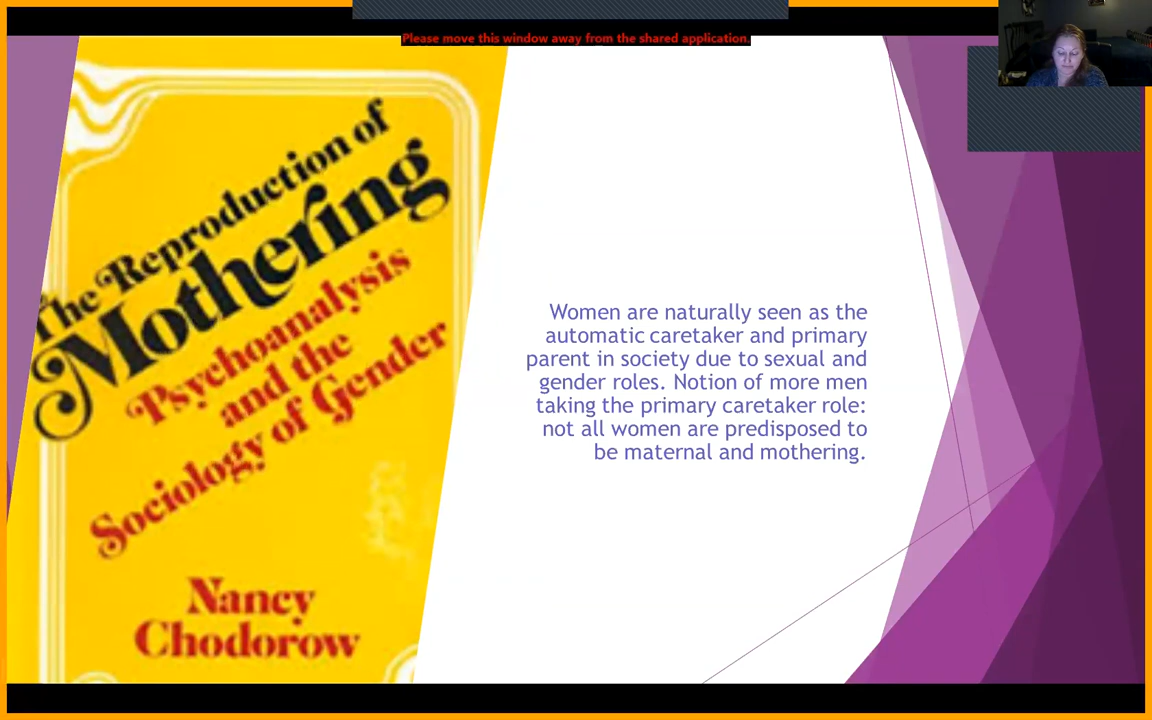 Please move this window away from the shared application.
The Reproduction of
Mothering
Psychoanalysis
and the
Sociology of Gender
Nancy
Chodorow
Women are naturally seen as the
automatic caretaker and primary
parent in society due to sexual and
gender roles. Notion of more men
taking the primary caretaker role:
not all women are predisposed to
be maternal and mothering.